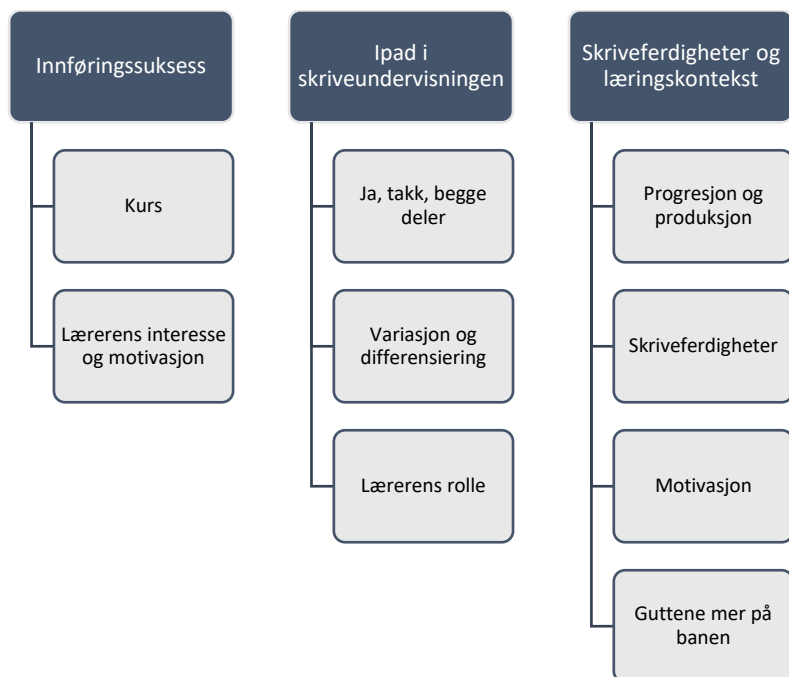 Innføringssuksess
Kurs
Lærerens interesse
og motivasjon
Ipad i
skriveundervisningen
Ja, takk, begge
deler
Variasjon og
differensiering
Lærerens rolle
Skriveferdigheter og
læringskontekst
Progresjon og
produksjon
Skriveferdigheter
Motivasjon
Guttene mer på
banen